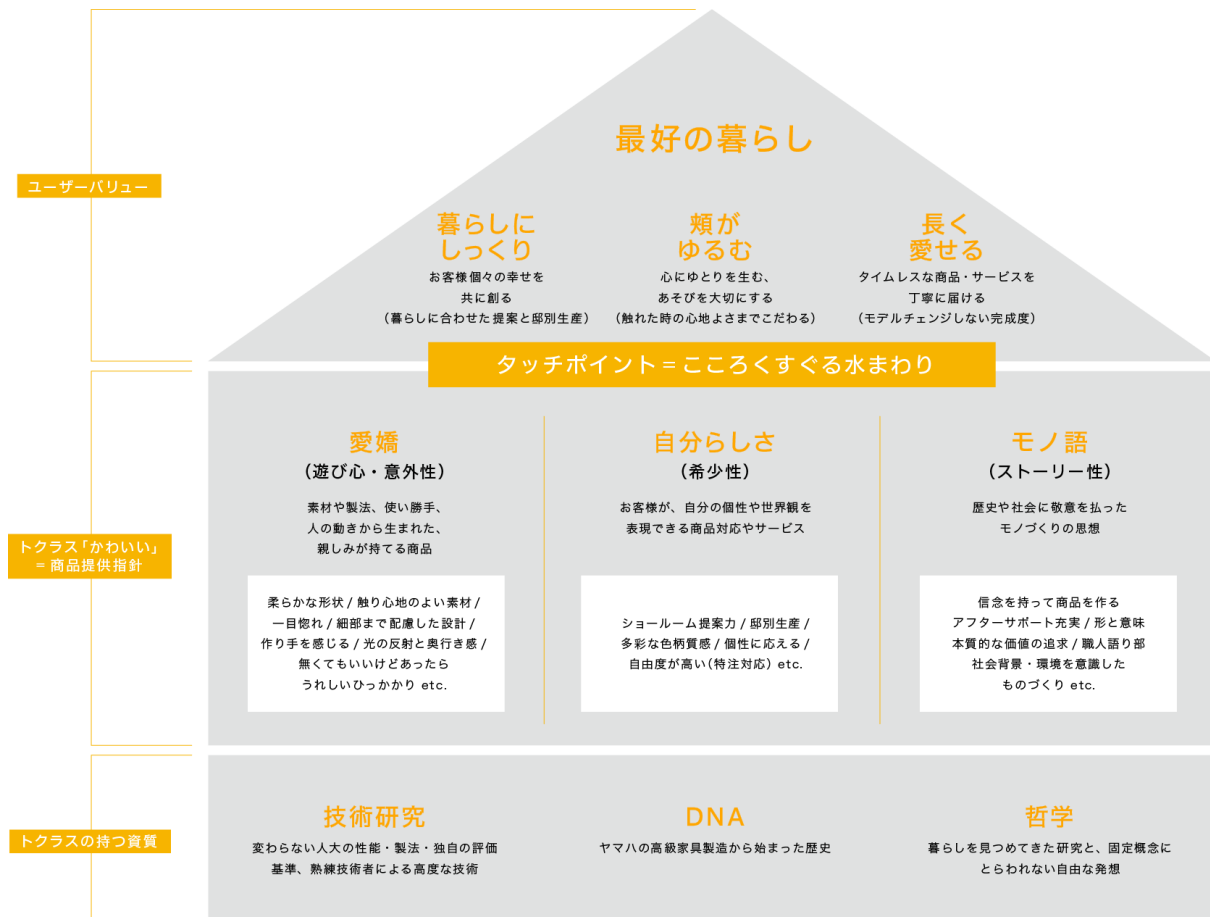 最好の暮らし
ユーザーバリュー
暮らしに
しっくり
お客様個々の幸せを
共に創る
(暮らしに合わせた提案と邸別生産)
頬が
ゆるむ
心にゆとりを生む、
あそびを大切にする
(触れた時の心地よさまでこだわる)
長く
愛せる
タイムレスな商品・サービスを
丁寧に届ける
(モデルチェンジしない完成度)
タッチポイント=こころくすぐる水まわり
トクラス「かわいい」
=商品提供指針
愛嬌
(遊び心・意外性)
素材や製法、使い勝手、
人の動きから生まれた、
親しみが持てる商品
柔らかな形状 / 触り心地のよい素材 /
一目惚れ / 細部まで配慮した設計 /
作り手を感じる / 光の反射と奥行き感 /
無くてもいいけどあったら
うれしいひっかかり etc.
自分らしさ
(希少性)
お客様が、自分の個性や世界観を
表現できる商品対応やサービス
ショールーム提案力 / 邸別生産 /
多彩な色柄質感 / 個性に応える /
自由度が高い(特注対応) etc.
モノ語
(ストーリー性)
歴史や社会に敬意を払った
モノづくりの思想
信念を持って商品を作る
アフターサポート充実 / 形と意味
本質的な価値の追求 / 職人語り部
社会背景・環境を意識した
ものづくり etc.
トクラスの持つ資質
技術研究
変わらない人大の性能・製法・独自の評価
基準、熟練技術者による高度な技術
DNA
ヤマハの高級家具製造から始まった歴史
哲学
暮らしを見つめてきた研究と、固定概念に
とらわれない自由な発想